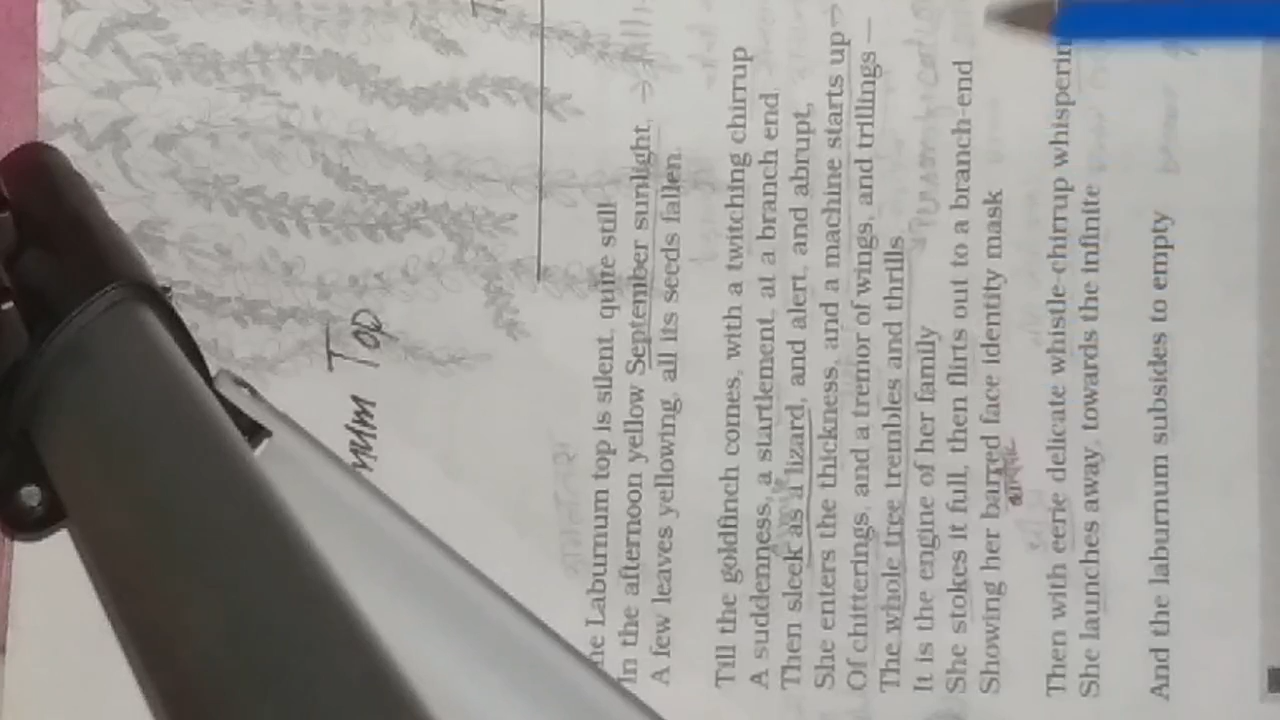 num Top
he Laburnum top is silent, quite still
In the afternoon yellow September sunlight,
A few leaves yellowing, all its seeds fallen.
Till the goldfinch comes, with a twitching chirrup
A suddenness, a startlement, at a branch end.
Then sleek as a lizard, and alert, and abrupt,
She enters the thickness, and a machine starts up
Of chitterings, and a tremor of wings, and trillings —
The whole tree trembles and thrills
It is the engine of her family
She stokes it full, then flirts out to a branch-end
Showing her barred face identity mask
Then with eerie delicate whistle-chirrup whisperin
She launches away, towards the infinite
And the laburnum subsides to empty